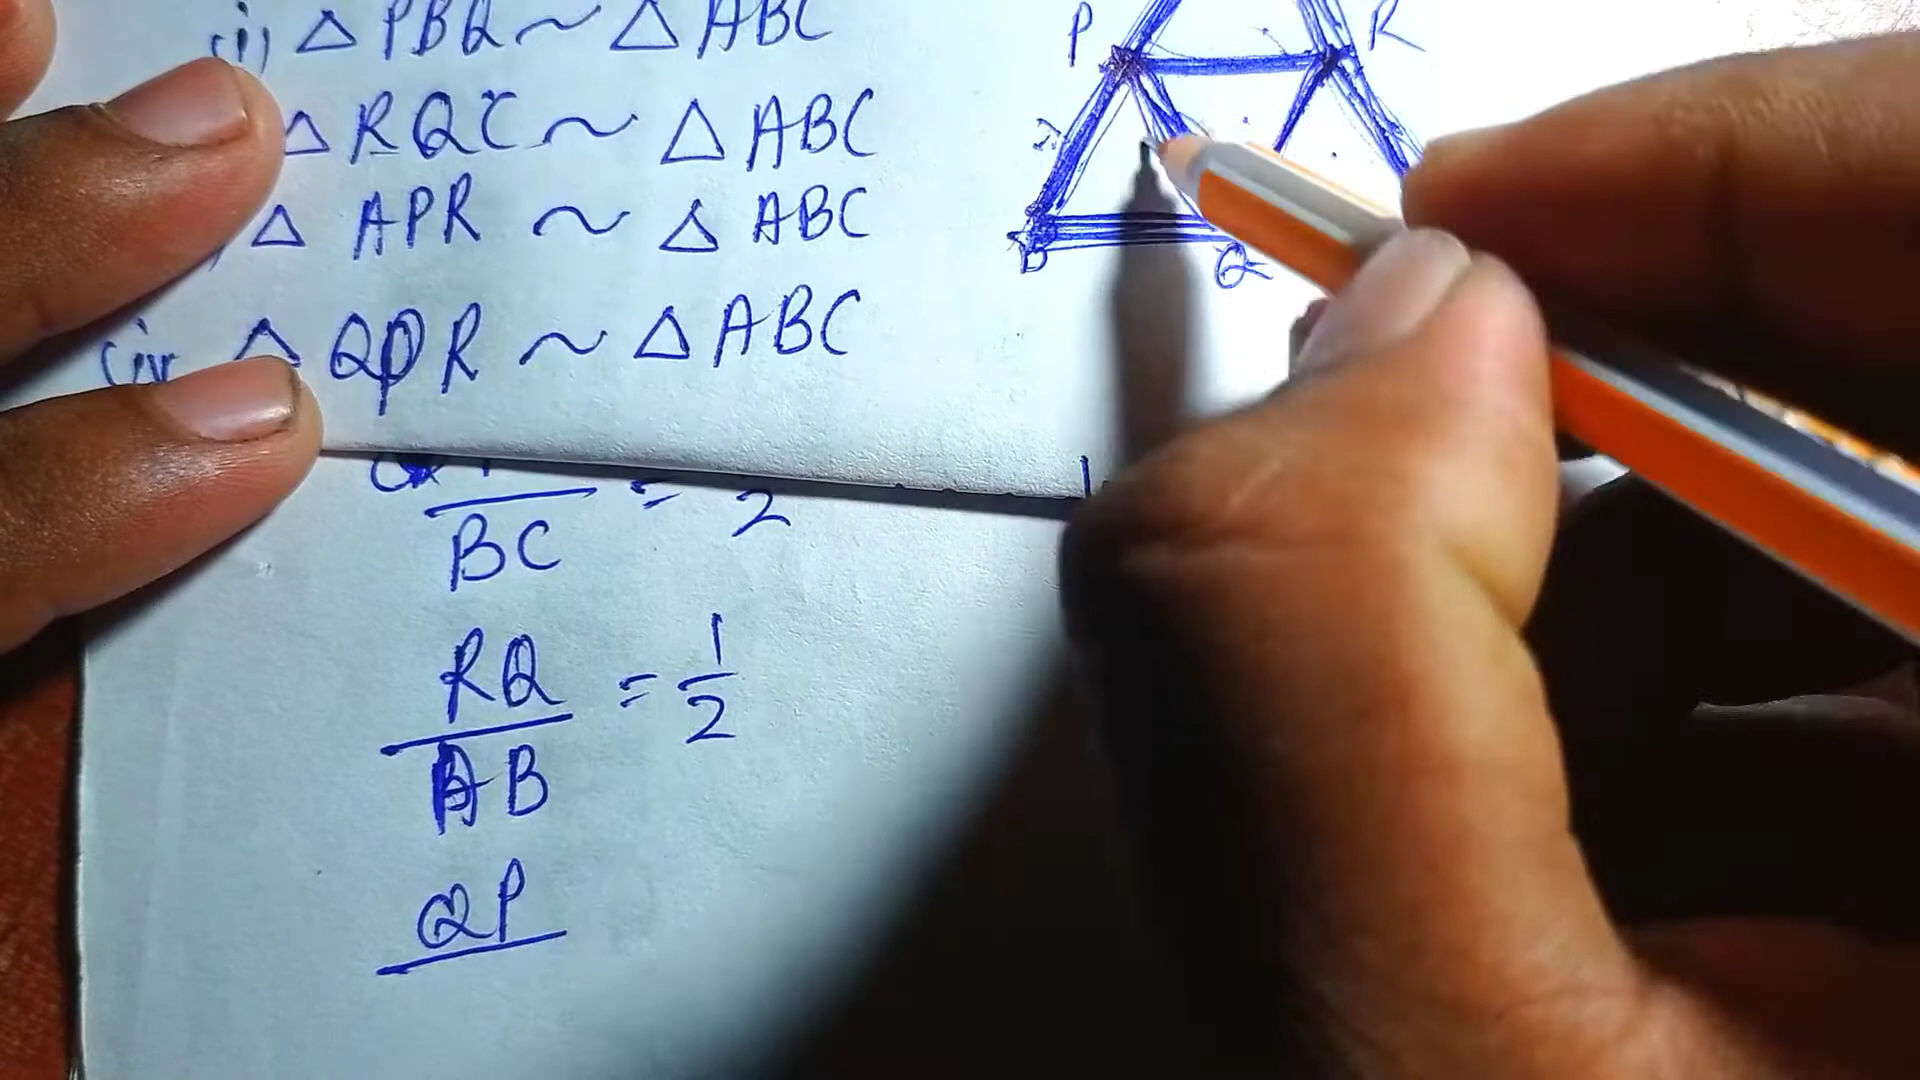 (i) △ PBQ ~ △ ABC
△ RQC ~ △ ABC
△ APR ~ △ ABC
(iv △ QPR ~ △ ABC
P R
B Q
BC = 2
RQ/AB = 1/2
QP